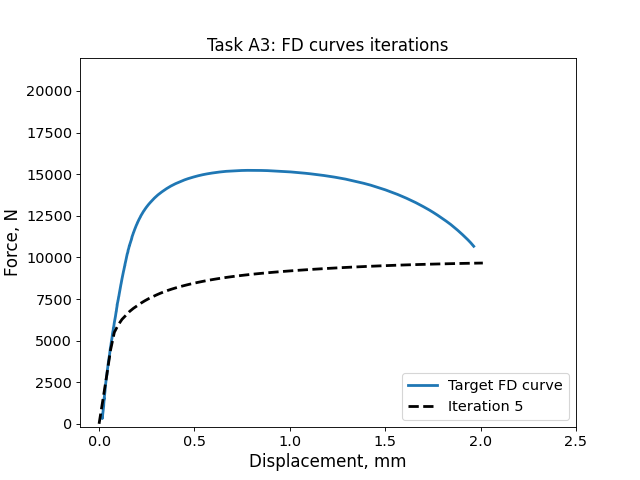 Task A3: FD curves iterations
Force, N
20000
17500
15000
12500
10000
7500
5000
2500
0
Target FD curve
Iteration 5
0.0 0.5 1.0 1.5 2.0 2.5
Displacement, mm